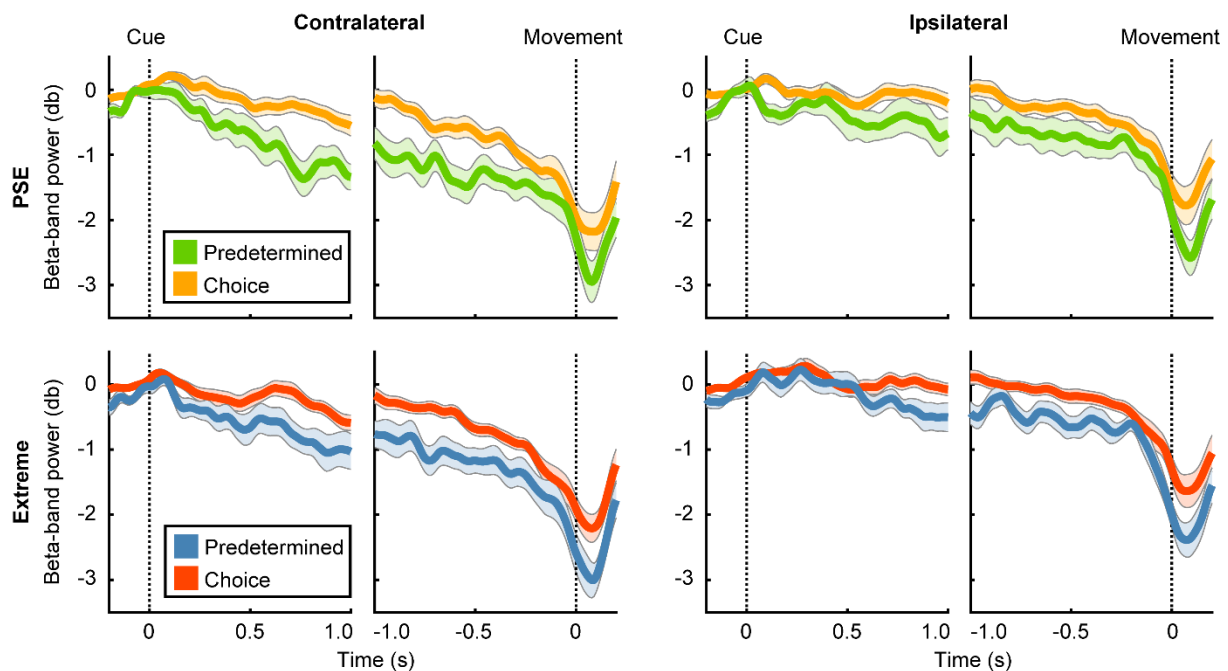 Contralateral
Ipsilateral
Cue
Movement
Cue
Movement
PSE
Beta-band power (db)
0
-1
-2
-3
Predetermined
Choice
Extreme
Beta-band power (db)
0
-1
-2
-3
Predetermined
Choice
0 0.5 1.0 -1.0 -0.5 0 0 0.5 1.0 -1.0 -0.5 0
Time (s) Time (s)